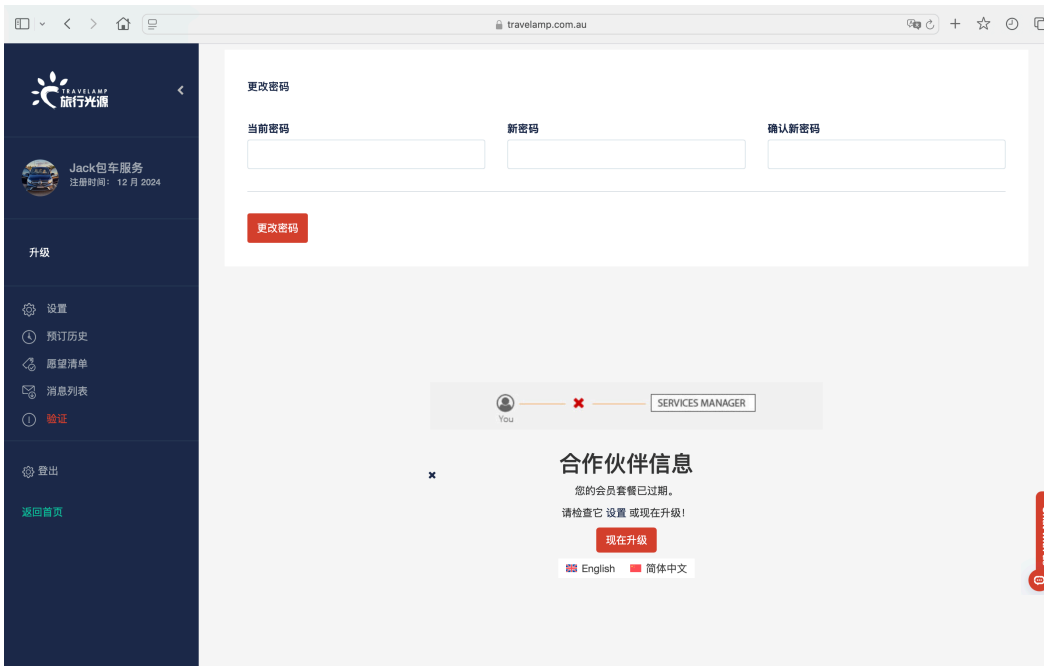 travelamp.com.au
TRAVELAMP
旅行光源
Jack包车服务
注册时间： 12 月 2024
升级
设置
预订历史
愿望清单
消息列表
验证
登出
返回首页
更改密码
当前密码
新密码
确认新密码
更改密码
You
SERVICES MANAGER
合作伙伴信息
您的会员套餐已过期。
请检查它 设置 或现在升级!
现在升级
English
简体中文